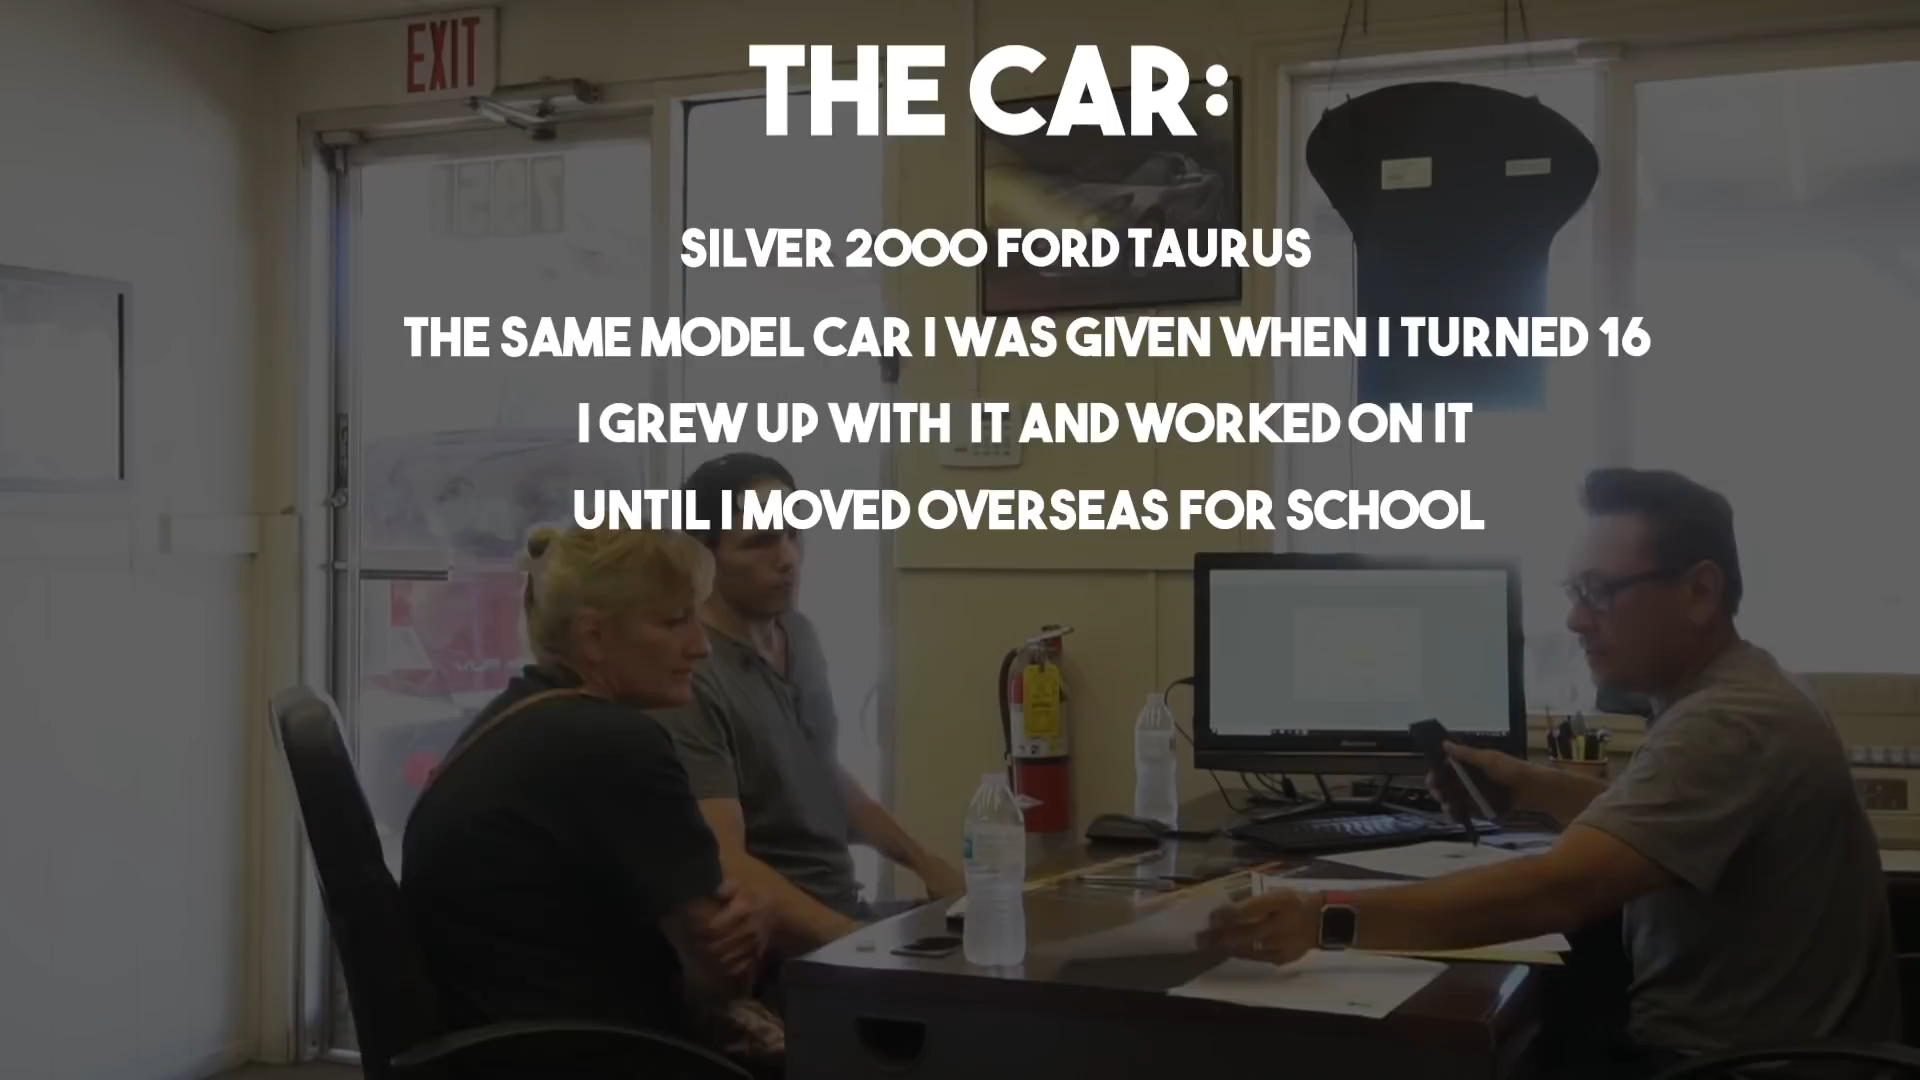 EXIT
THE CAR:
SILVER 2000 FORD TAURUS
THE SAME MODEL CAR I WAS GIVEN WHEN I TURNED 16
I GREW UP WITH IT AND WORKED ON IT
UNTIL I MOVED OVERSEAS FOR SCHOOL